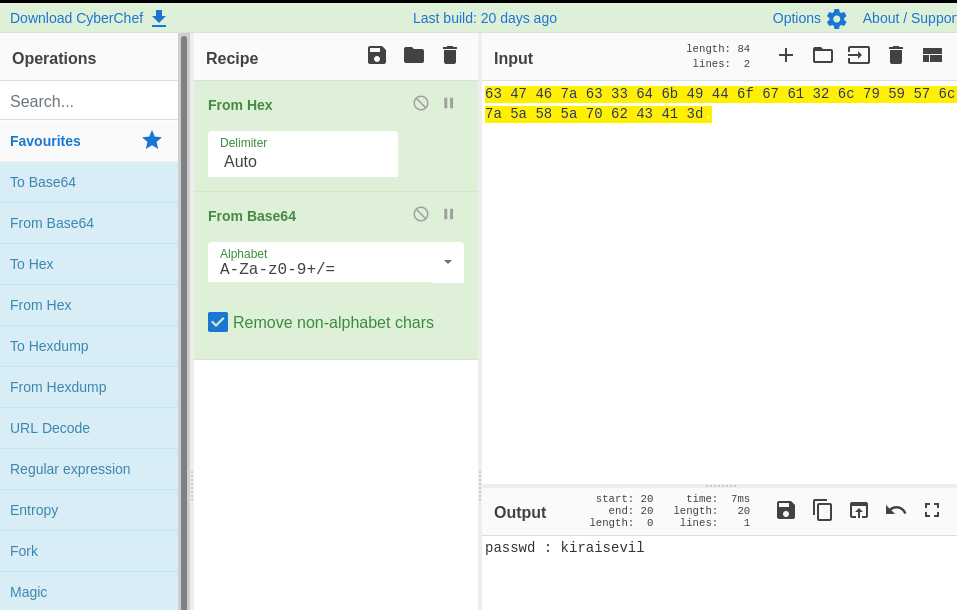 Download CyberChef
Last build: 20 days ago
Options
About / Suppor
Operations
Search...
Favourites
To Base64
From Base64
To Hex
From Hex
To Hexdump
From Hexdump
URL Decode
Regular expression
Entropy
Fork
Magic
Recipe
From Hex
Delimiter
Auto
From Base64
Alphabet
A-Za-z0-9+/=
Remove non-alphabet chars
Input
length: 84
lines: 2
63 47 46 7a 63 33 64 6b 49 44 6f 67 61 32 6c 79 59 57 6c
7a 5a 58 5a 70 62 43 41 3d
Output
start: 20 time: 7ms
end: 20 length: 20
length: 0 lines: 1
passwd : kiraisevil